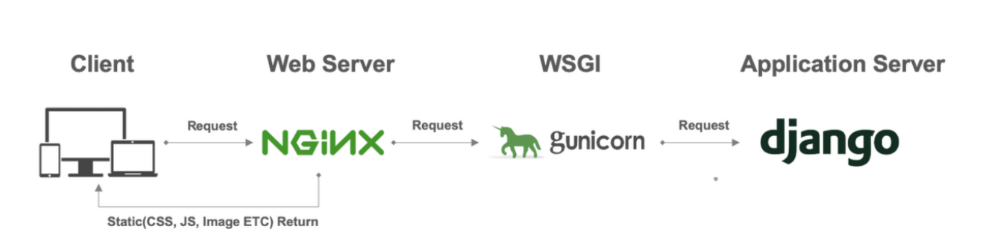 Client
Web Server
WSGI
Application Server
Request
NGiNX
Request
gunicorn
Request
django
Static(CSS, JS, Image ETC) Return